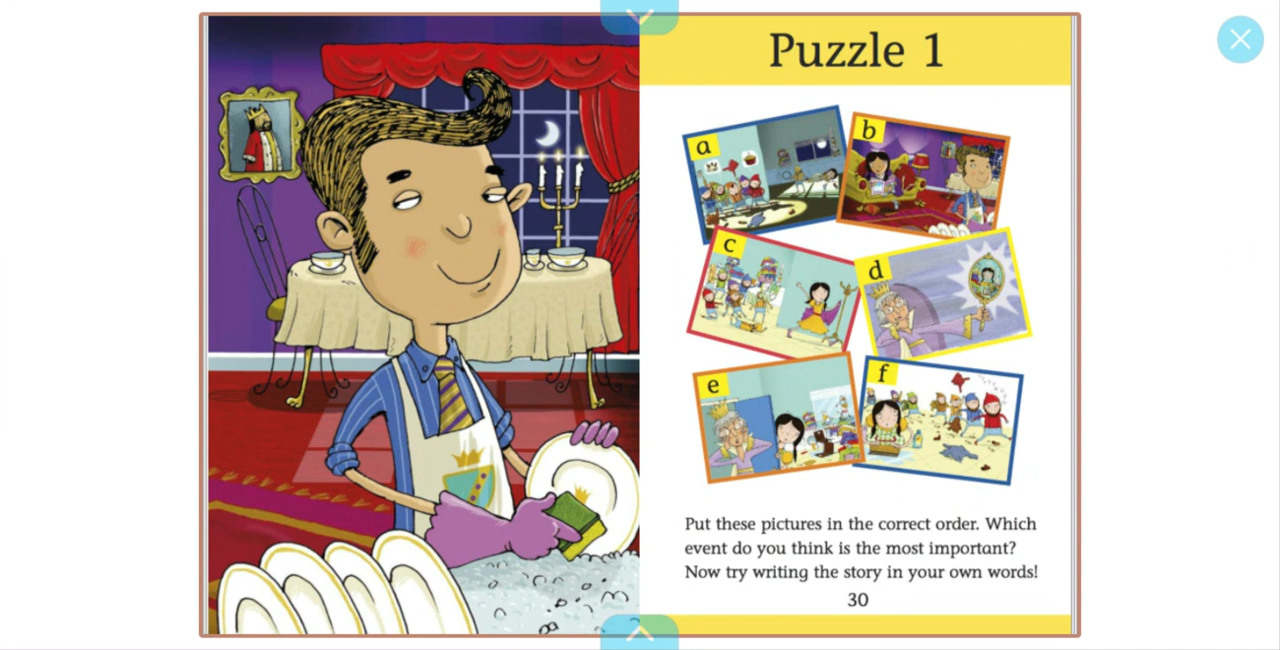 Puzzle 1
a
b
c
d
e
f
Put these pictures in the correct order. Which
event do you think is the most important?
Now try writing the story in your own words!
30